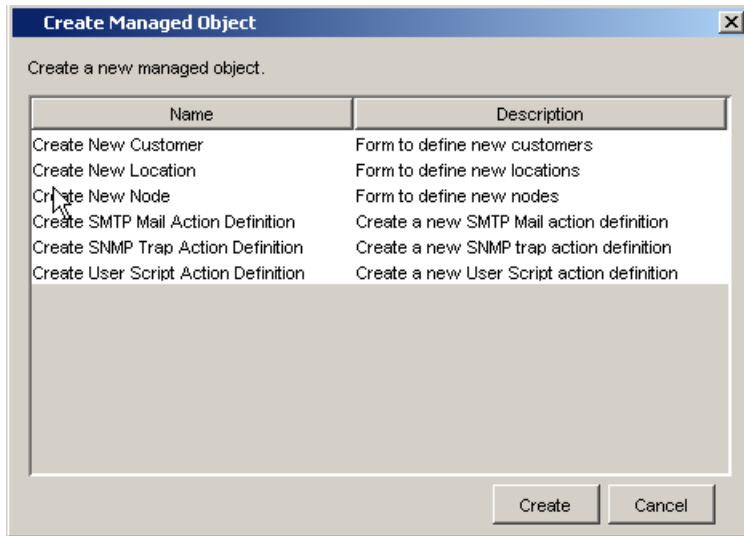 Create Managed Object
Create a new managed object.
Name Description
Create New Customer Form to define new customers
Create New Location Form to define new locations
Create New Node Form to define new nodes
Create SMTP Mail Action Definition Create a new SMTP Mail action definition
Create SNMP Trap Action Definition Create a new SNMP trap action definition
Create User Script Action Definition Create a new User Script action definition
Create Cancel